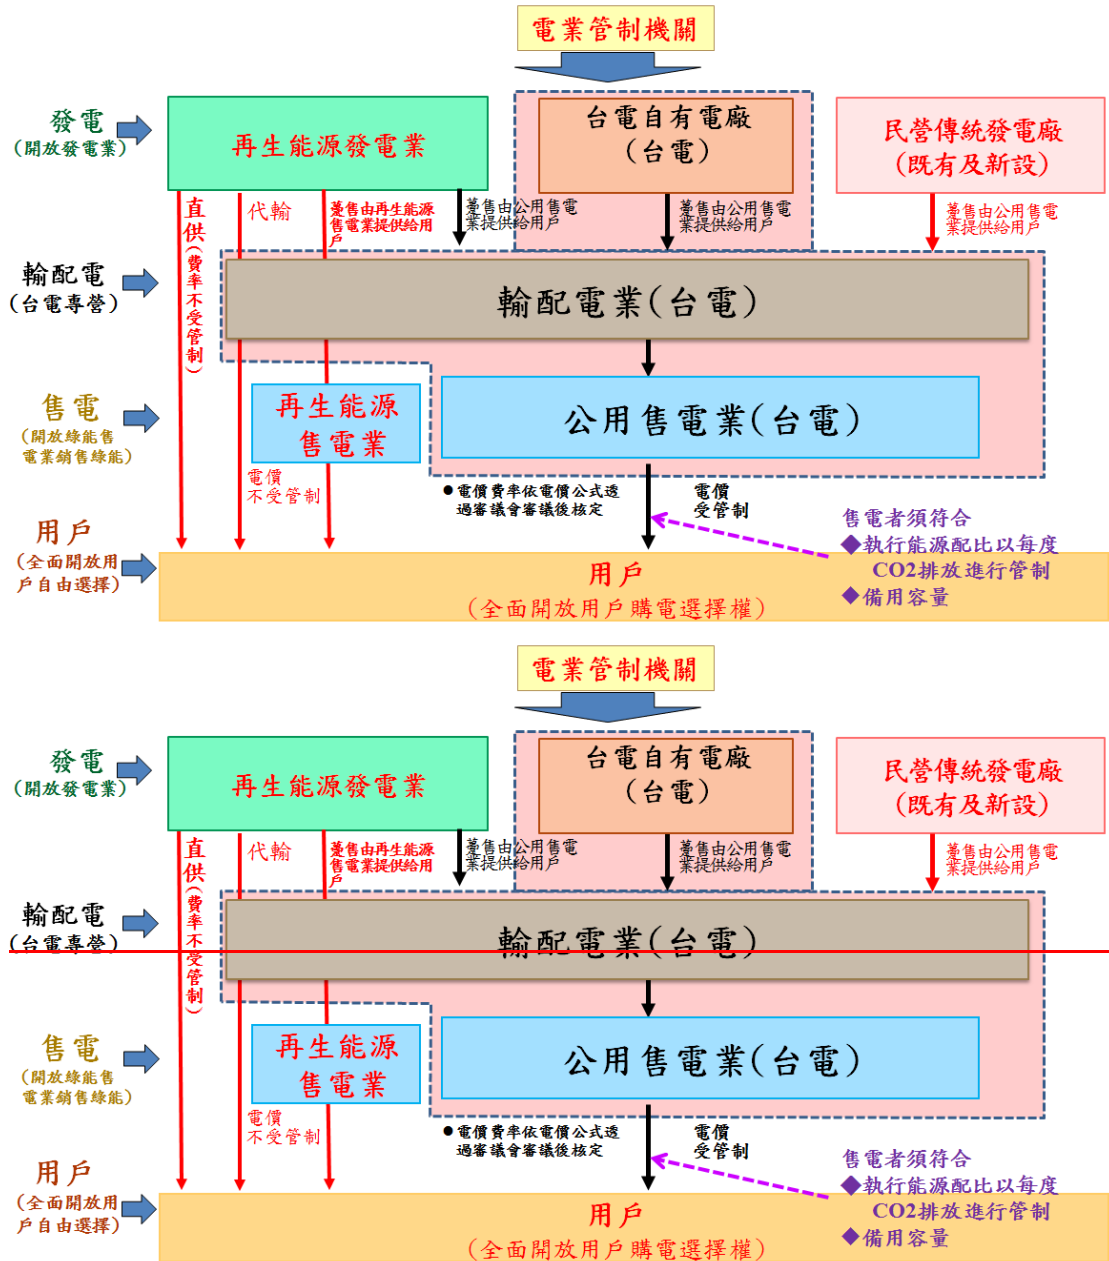 電業管制機關
發電
(開放發電業)
再生能源發電業
台電自有電廠
(台電)
民營傳統發電廠
(既有及新設)
直供(費率不受管制)
代輸
躉售由再生能源
售電業提供給用
戶
躉售由公用售電
業提供給用戶
躉售由公用售電
業提供給用戶
躉售由公用售電
業提供給用戶
輸配電
(台電專營)
輸配電業(台電)
售電
(開放綠能售
電業銷售綠能)
再生能源
售電業
公用售電業(台電)
電價
不受管制
●電價費率依電價公式透
過審議會審議後核定
電價
受管制
售電者須符合
◆執行能源配比以每度
CO2排放進行管制
◆備用容量
用戶
(全面開放用
戶自由選擇)
用戶
(全面開放用戶購電選擇權)
電業管制機關
發電
(開放發電業)
再生能源發電業
台電自有電廠
(台電)
民營傳統發電廠
(既有及新設)
直供(費率不受管制)
代輸
躉售由再生能源
售電業提供給用
戶
躉售由公用售電
業提供給用戶
躉售由公用售電
業提供給用戶
躉售由公用售電
業提供給用戶
輸配電
(台電專營)
輸配電業(台電)
售電
(開放綠能售
電業銷售綠能)
再生能源
售電業
公用售電業(台電)
電價
不受管制
●電價費率依電價公式透
過審議會審議後核定
電價
受管制
售電者須符合
◆執行能源配比以每度
CO2排放進行管制
◆備用容量
用戶
(全面開放用
戶自由選擇)
用戶
(全面開放用戶購電選擇權)